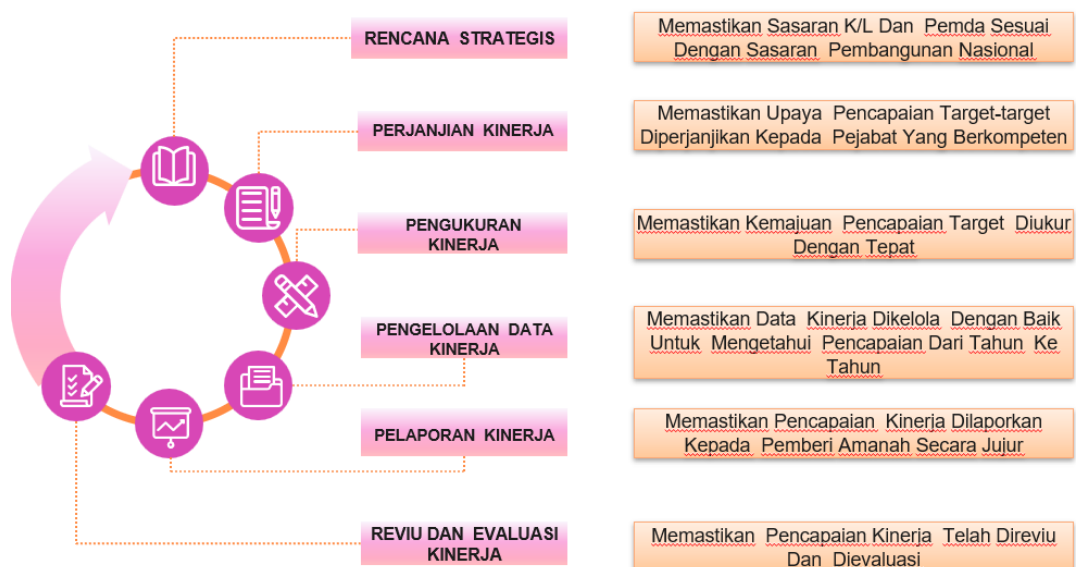 RENCANA STRATEGIS
Memastikan Sasaran K/L Dan Pemda Sesuai
Dengan Sasaran Pembangunan Nasional
PERJANJIAN KINERJA
Memastikan Upaya Pencapaian Target-target
Diperjanjikan Kepada Pejabat Yang Berkompeten
PENGUKURAN
KINERJA
Memastikan Kemajuan Pencapaian Target Diukur
Dengan Tepat
PENGELOLAAN DATA
KINERJA
Memastikan Data Kinerja Dikelola Dengan Baik
Untuk Mengetahui Pencapaian Dari Tahun Ke
Tahun
PELAPORAN KINERJA
Memastikan Pencapaian Kinerja Dilaporkan
Kepada Pemberi Amanah Secara Jujur
REVIU DAN EVALUASI
KINERJA
Memastikan Pencapaian Kinerja Telah Direviu
Dan Dievaluasi